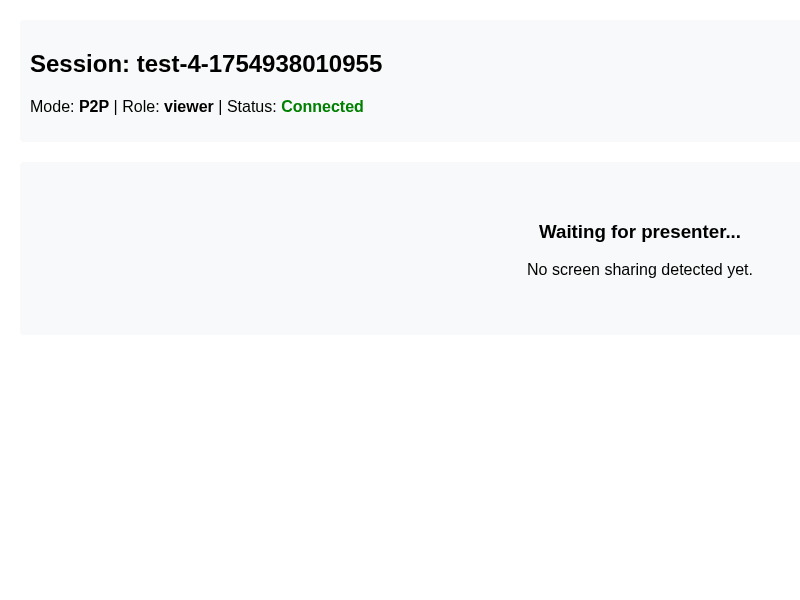 Session: test-4-1754938010955
Mode: P2P | Role: viewer | Status: Connected
Waiting for presenter...
No screen sharing detected yet.